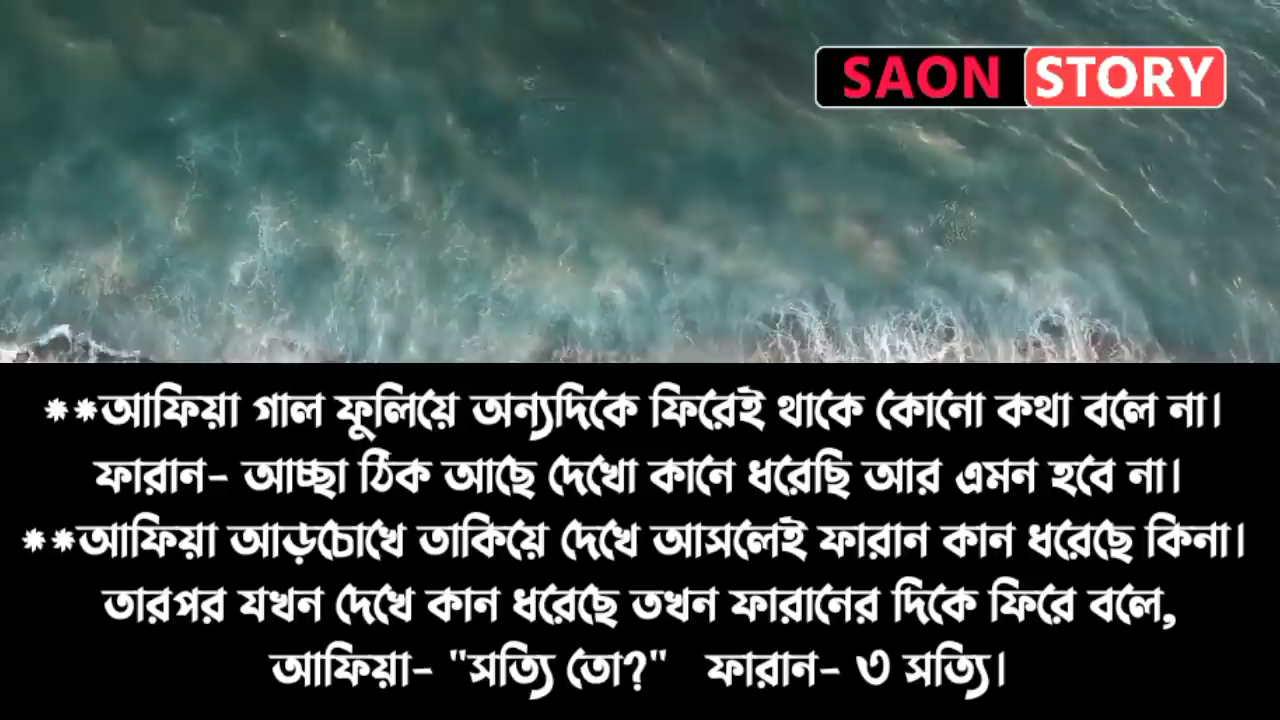 SAON STORY
**আফিয়া গাল ফুলিয়ে অন্যদিকে ফিরেই থাকে কোনো কথা বলে না।
ফারান- আচ্ছা ঠিক আছে দেখো কানে ধরেছি আর এমন হবে না।
**আফিয়া আড়চোখে তাকিয়ে দেখে আসলেই ফারান কান ধরেছে কিনা।
তারপর যখন দেখে কান ধরেছে তখন ফারানের দিকে ফিরে বলে,
আফিয়া- "সত্যি তো?" ফারান- ৩ সত্যি।